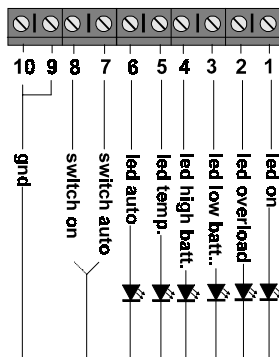 10 9 8 7 6 5 4 3 2 1
gnd
switch on
switch auto
led auto
led temp.
led high batt.
led low batt..
led overload
led on